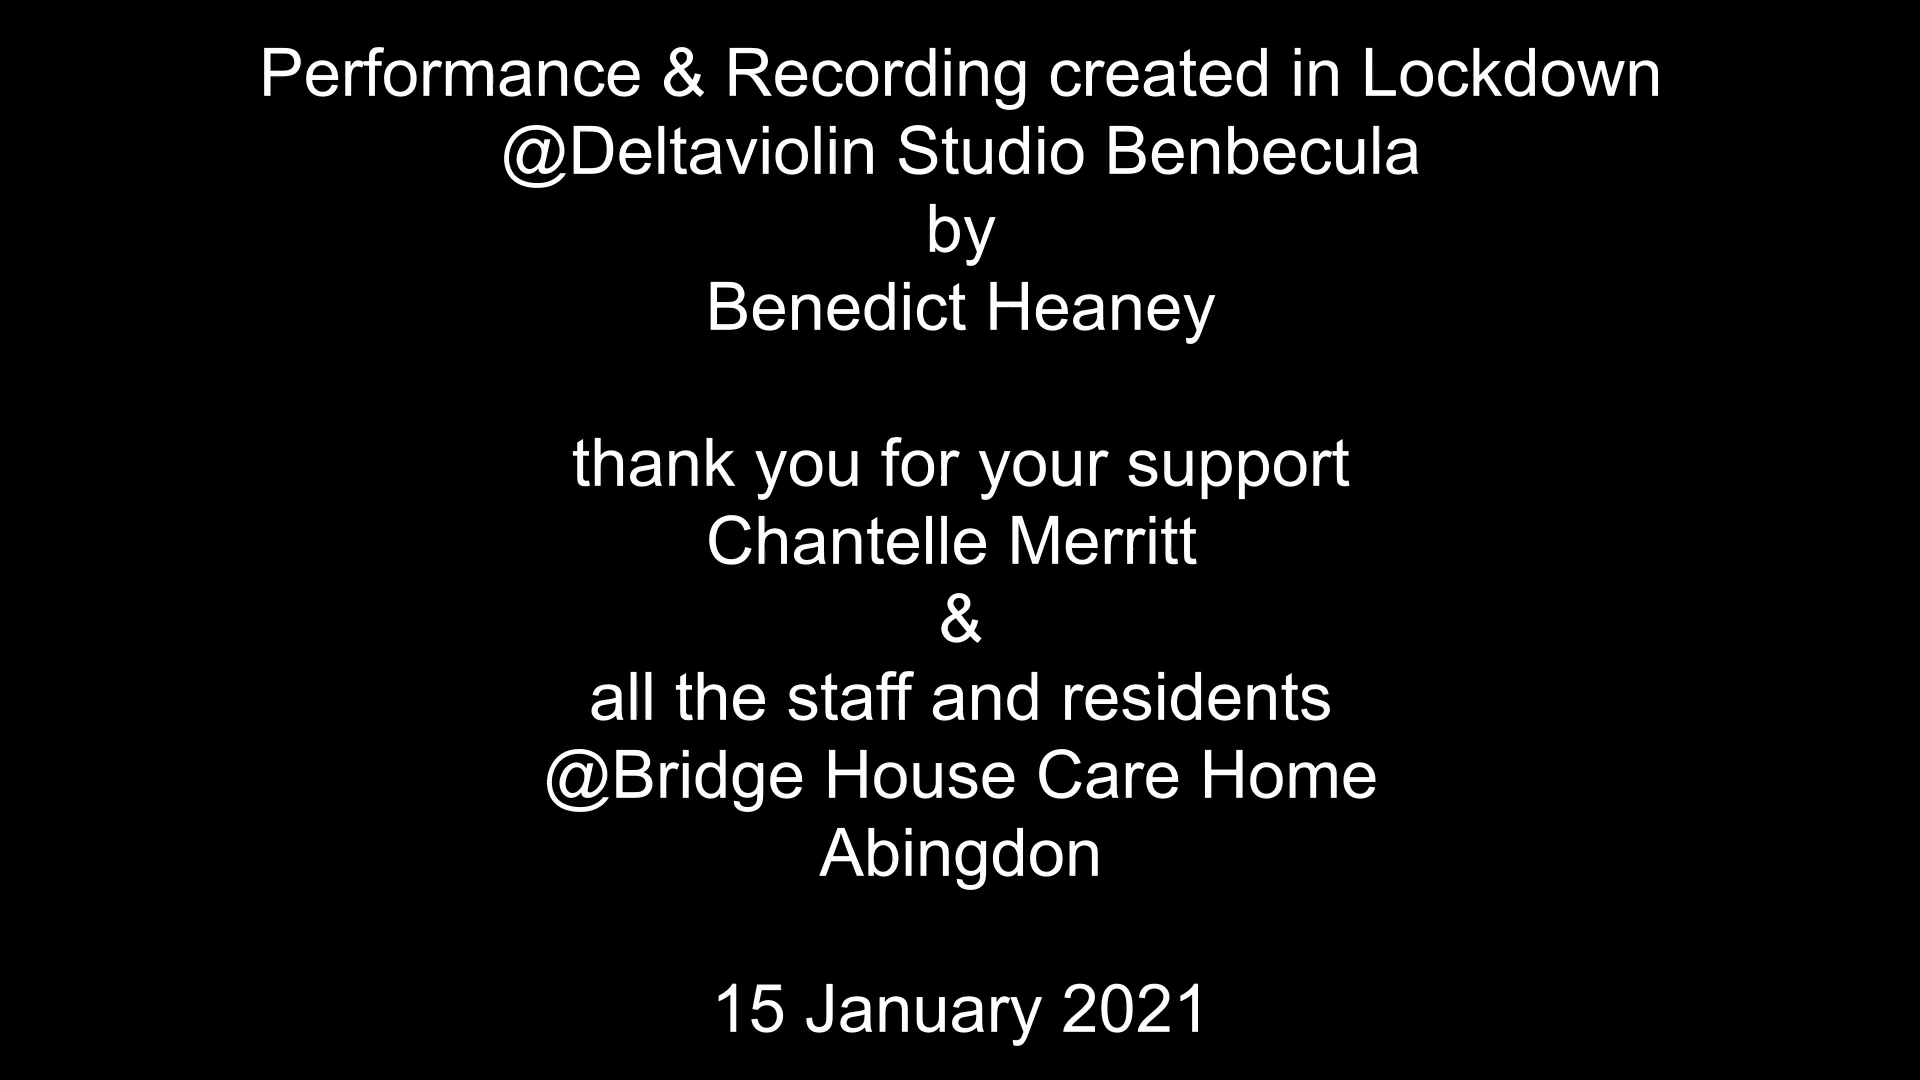 Performance & Recording created in Lockdown
@Deltaviolin Studio Benbecula
by
Benedict Heaney
thank you for your support
Chantelle Merritt
&
all the staff and residents
@Bridge House Care Home
Abingdon
15 January 2021